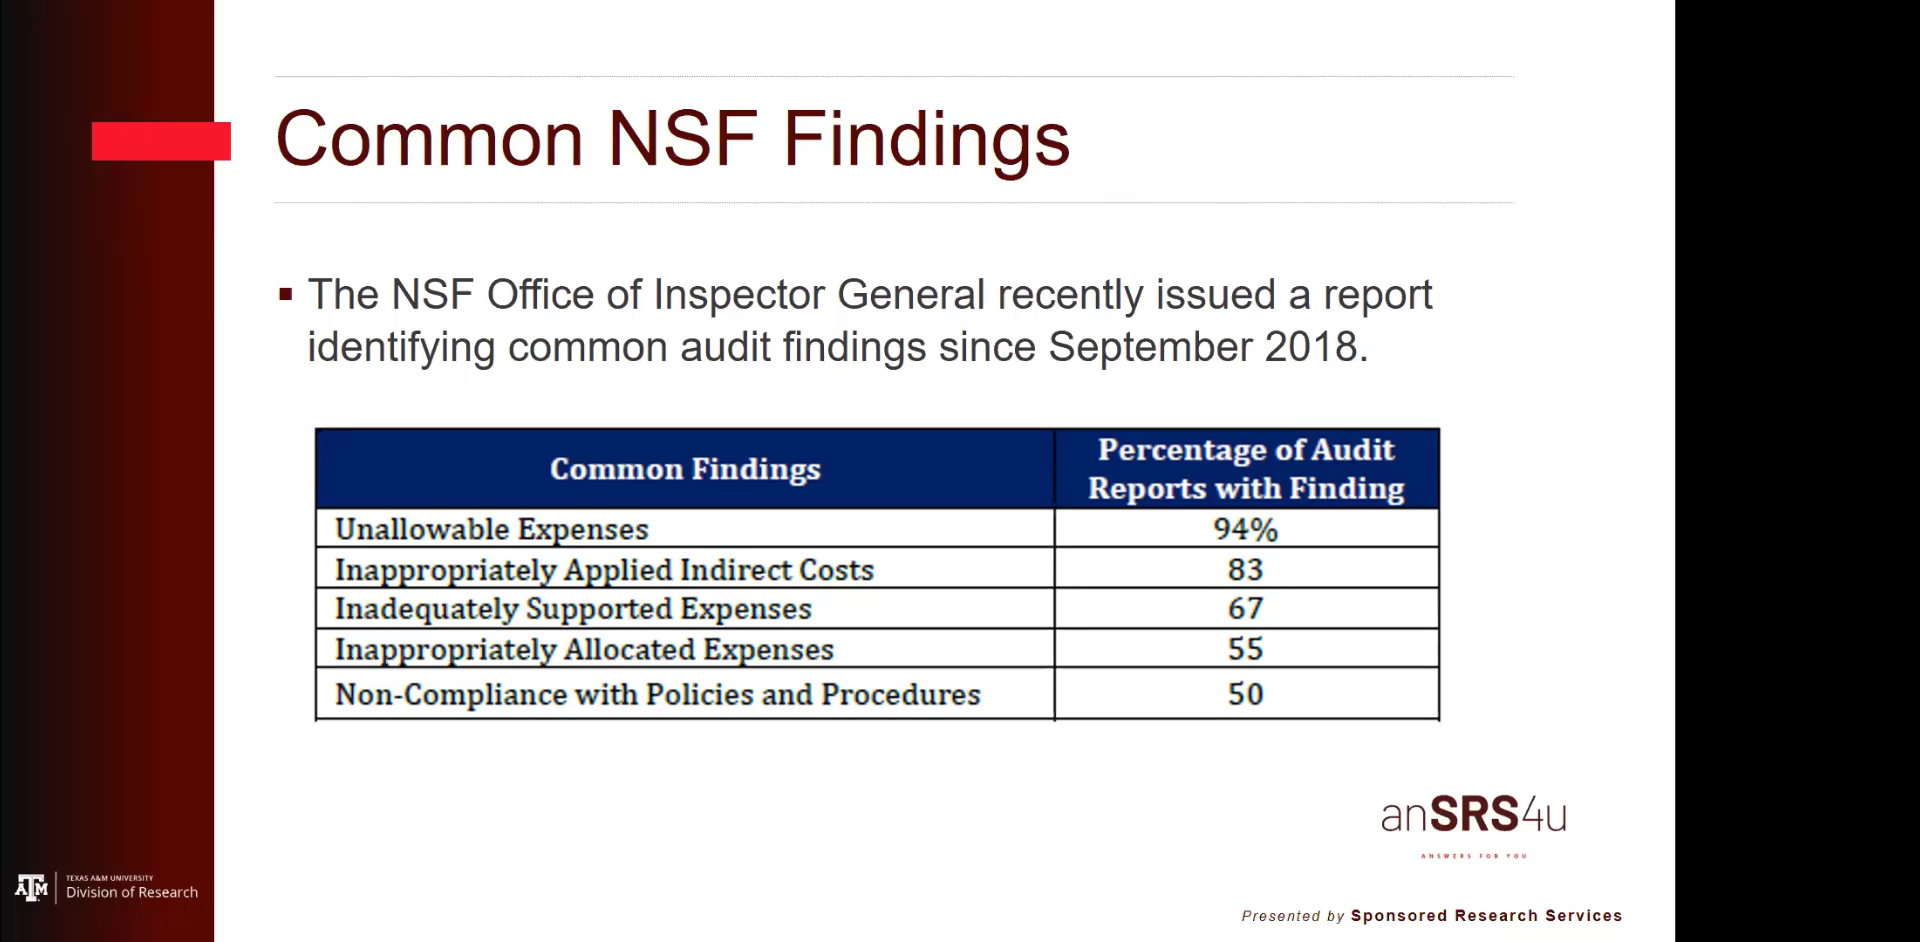 Common NSF Findings
▪ The NSF Office of Inspector General recently issued a report
identifying common audit findings since September 2018.
Common Findings
Percentage of Audit
Reports with Finding
Unallowable Expenses 94%
Inappropriately Applied Indirect Costs 83
Inadequately Supported Expenses 67
Inappropriately Allocated Expenses 55
Non-Compliance with Policies and Procedures 50
anSRS4u
ANSWERS FOR YOU
ATM
TEXAS A&M UNIVERSITY
Division of Research
Presented by Sponsored Research Services